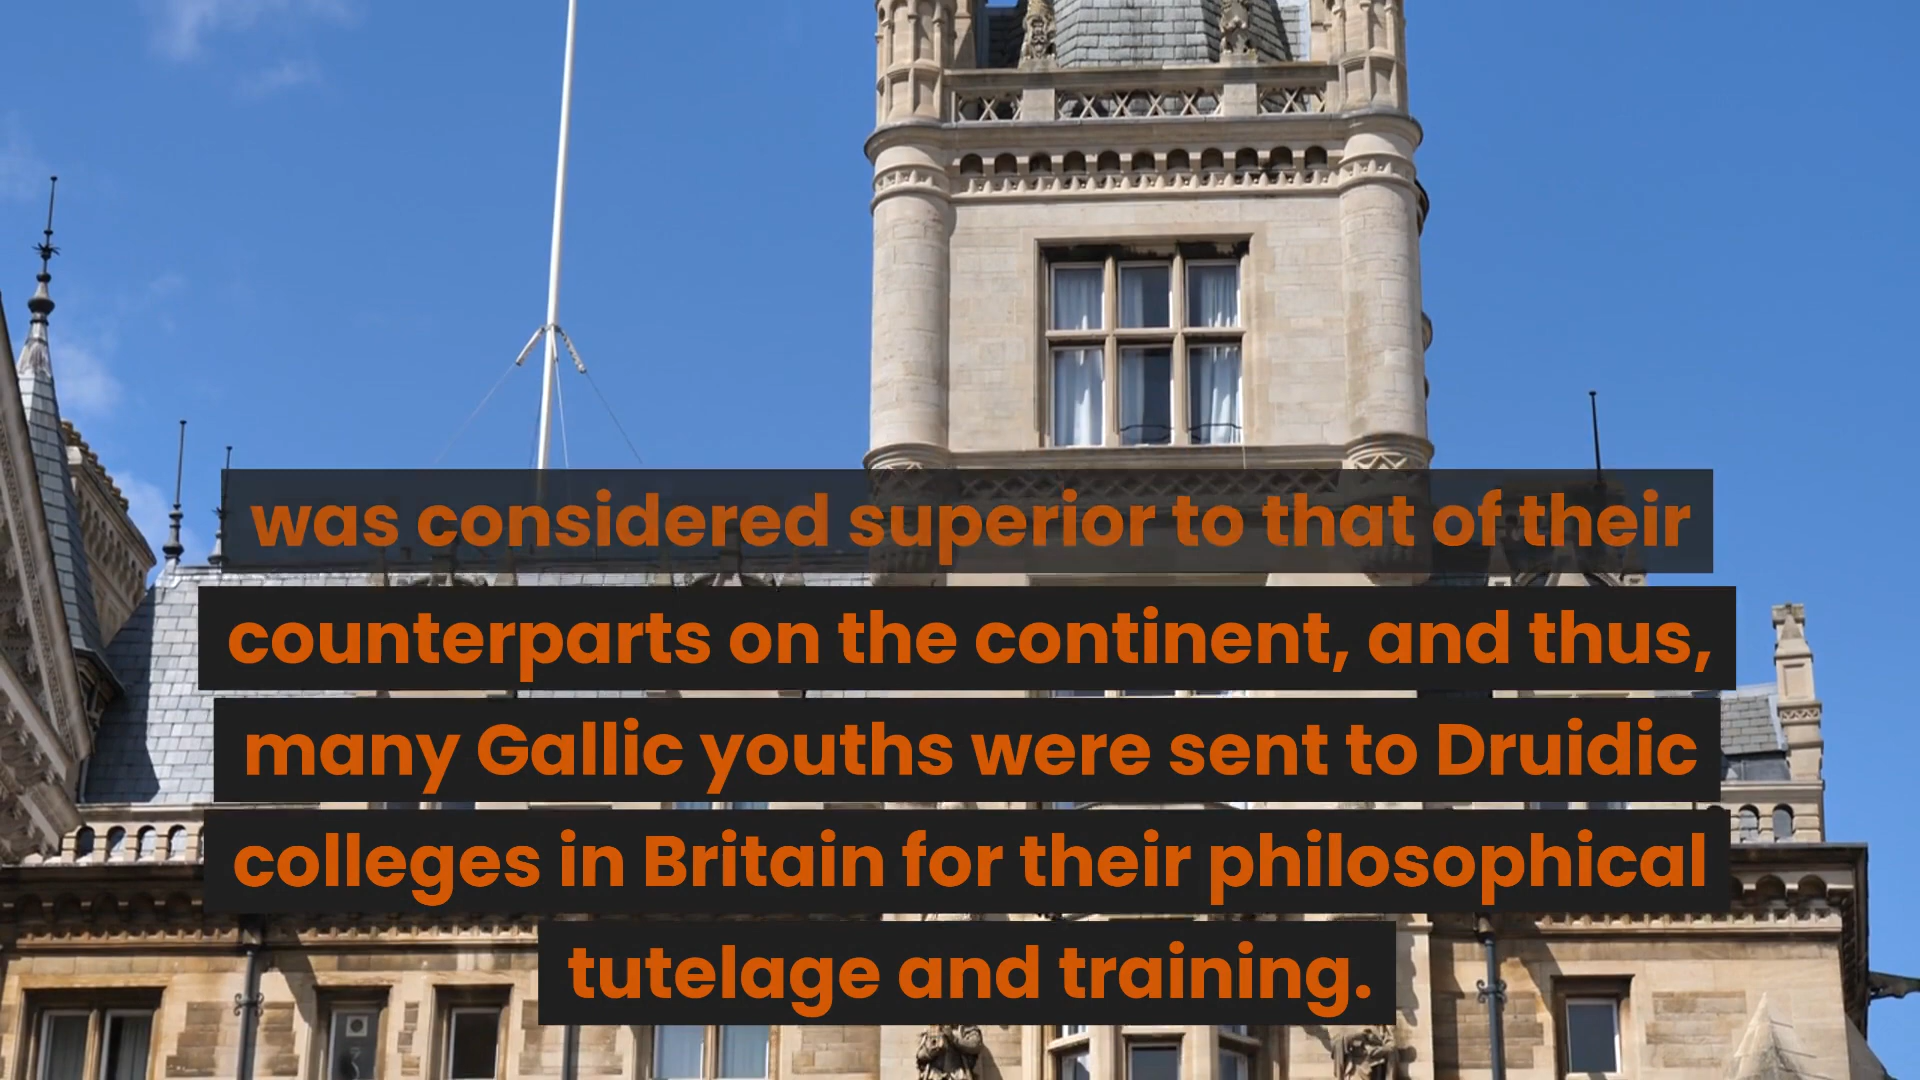 was considered superior to that of their
counterparts on the continent, and thus,
many Gallic youths were sent to Druidic
colleges in Britain for their philosophical
tutelage and training.